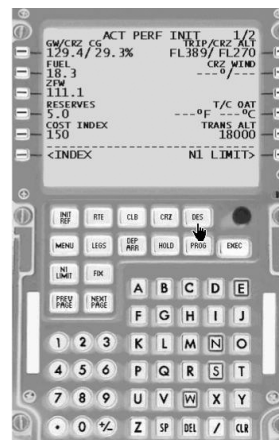 ACT PERF INIT 1/2
GW/CRZ CG TRIP/CRZ ALT
129.4/29.3% FL389/FL270
FUEL CRZ WIND
18.3 ---°/---
ZFW
111.1
RESERVES T/C OAT
5.0 ---°F ---°C
COST INDEX TRANS ALT
150 18000
<INDEX N1 LIMIT>
INIT REF RTE CLB CRZ DES
MENU LEGS DEP ARR HOLD PROG EXEC
N1 LIMIT FIX
PREV PAGE NEXT PAGE
A B C D E
F G H I J
1 2 3 K L M N O
4 5 6 P Q R S T
7 8 9 U V W X Y
. 0 +/- Z SP DEL / CLR